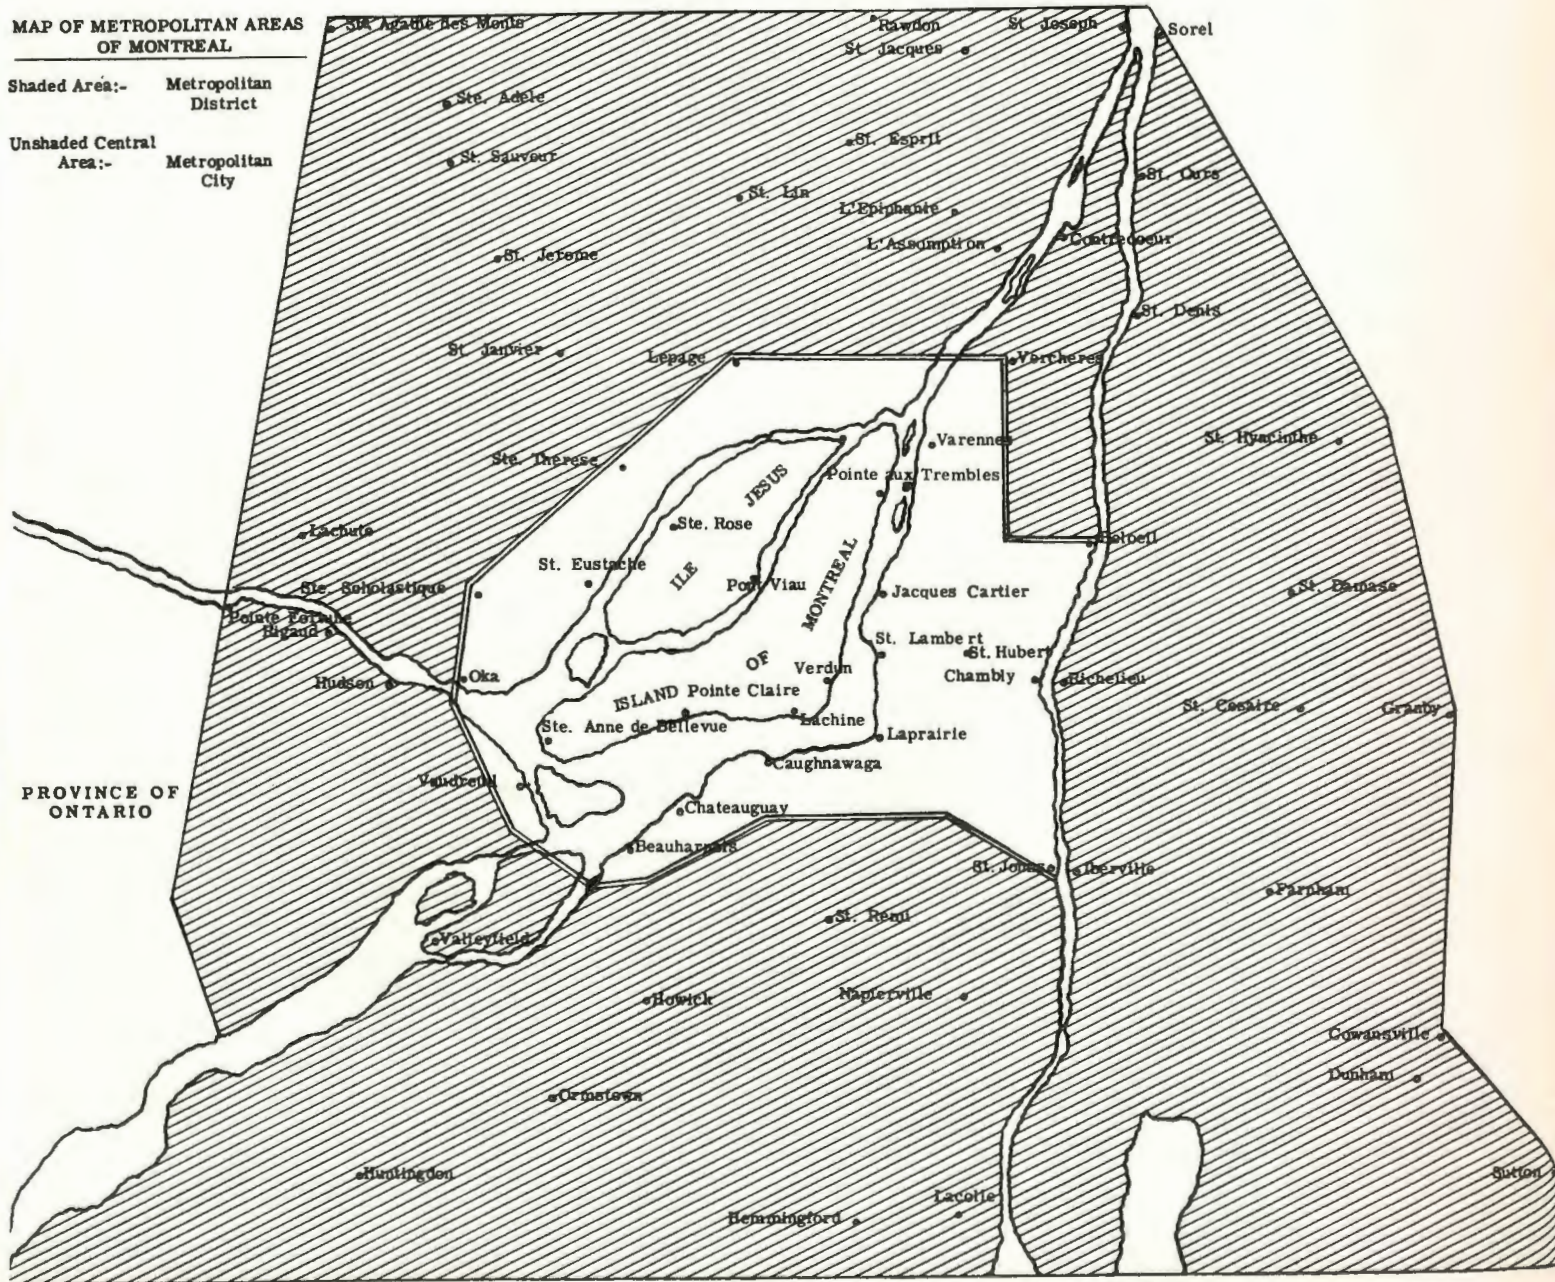 MAP OF METROPOLITAN AREAS
OF MONTREAL
Shaded Area:- Metropolitan
District
Unshaded Central
Area:- Metropolitan
City
Ste. Agathe des Monts
Rawdon
St. Joseph
Sorel
St. Jacques
Ste. Adele
St. Esprit
St. Sauveur
St. Ours
St. Lin
L'Epiphanie
L'Assomption
Contrecoeur
St. Jerome
St. Denis
St. Janvier
Lepage
Vercheres
Varennes
St. Hyacinthe
Ste. Therese
JESUS
Pointe aux Trembles
Ste. Rose
Lachute
Beloeil
St. Eustache
ILE
Pont Viau
MONTREAL
Ste. Scholastique
Jacques Cartier
St. Damase
Pointe Fortune
Rigaud
St. Lambert
St. Hubert
OF
Verdun
Hudson
Oka
Chambly
Richelieu
ISLAND
Pointe Claire
St. Cesaire
Granby
Ste. Anne de Bellevue
Lachine
Laprairie
Caughnawaga
Vaudreuil
PROVINCE OF
ONTARIO
Chateauguay
Beauharnois
St. Johns
Iberville
Farnham
St. Remi
Valleyfield
Howick
Napierville
Cowansville
Dunham
Ormstown
Huntingdon
Sutton
Lacolle
Hemmingford